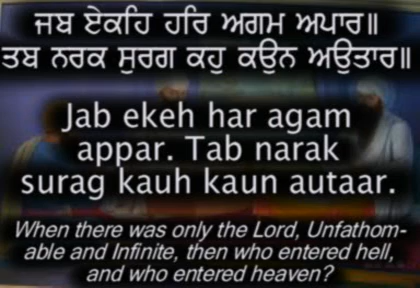 ਜਬ ਏਕਹਿ ਹਰਿ ਅਗਮ ਅਪਾਰ॥
ਤਬ ਨਰਕ ਸੁਰਗ ਕਹੁ ਕਉਨ ਅਉਤਾਰ॥
Jab ekeh har agam
appar. Tab narak
surag kauh kaun autaar.
When there was only the Lord, Unfathom-
able and Infinite, then who entered hell,
and who entered heaven?